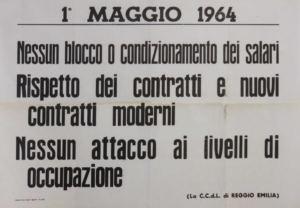 1° MAGGIO 1964
Nessun blocco o condizionamento dei salari
Rispetto dei contratti e nuovi
contratti moderni
Nessun attacco ai livelli di
occupazione
(La C.C.d.L. di REGGIO EMILIA)